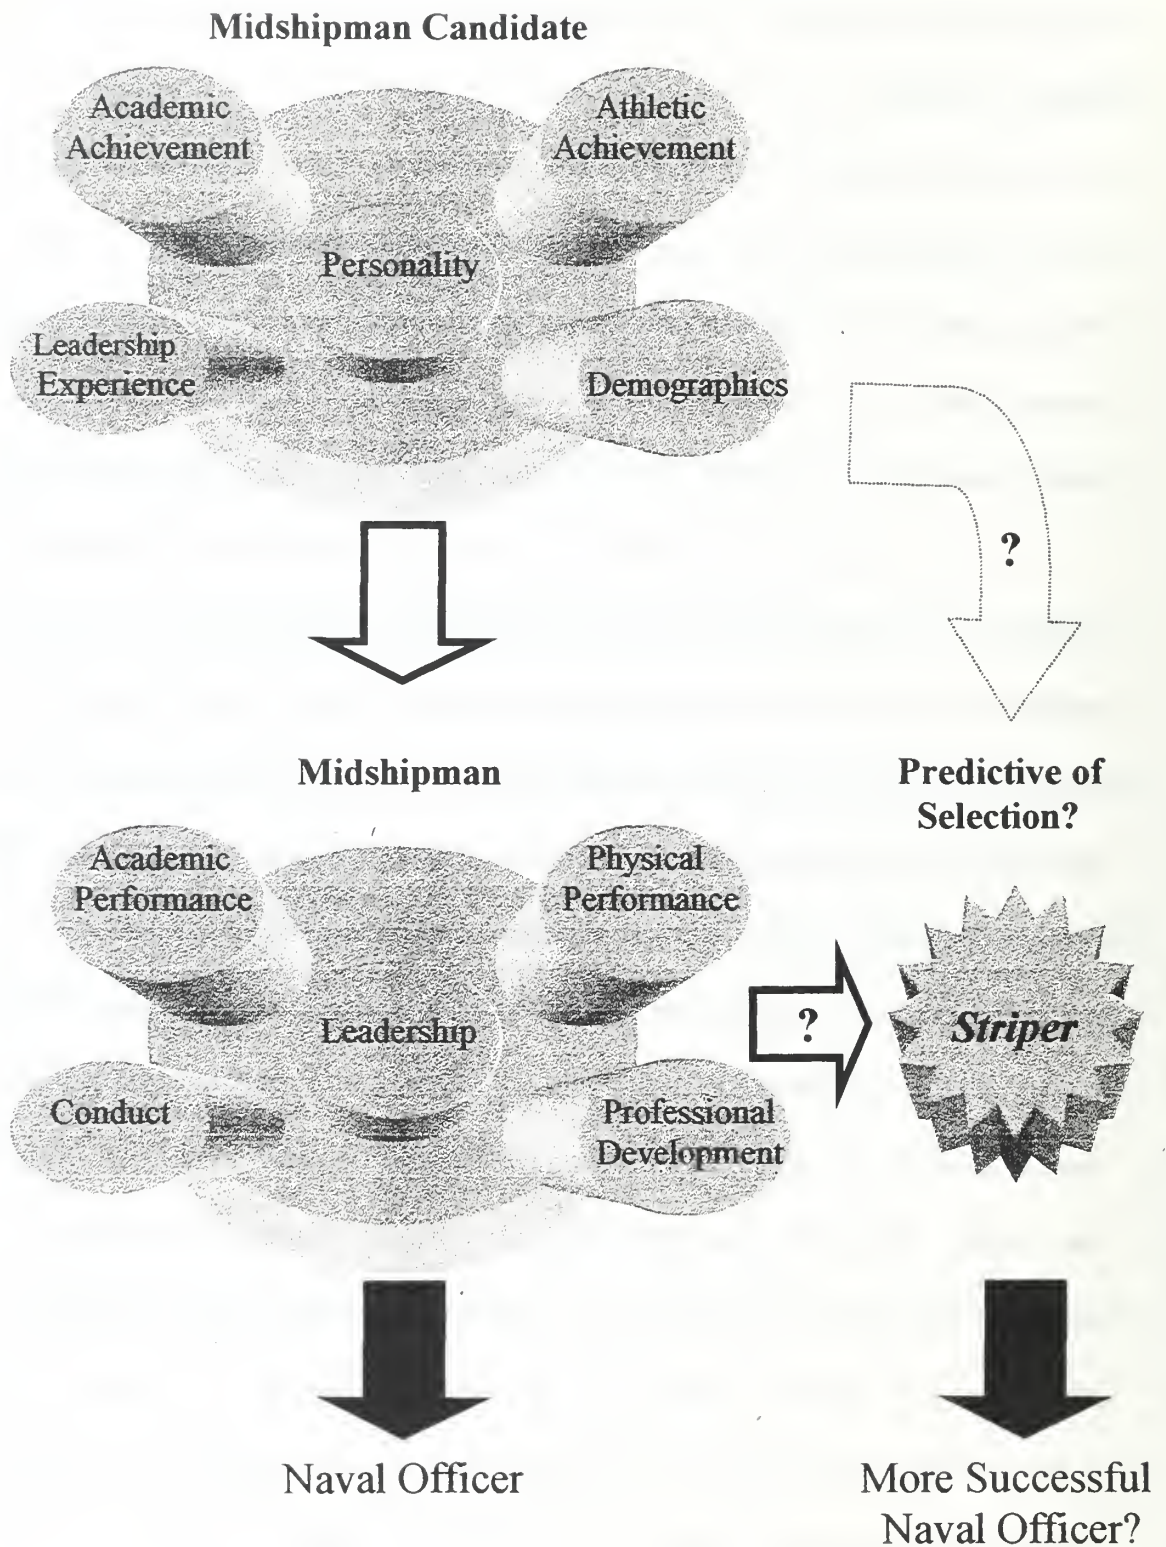 Midshipman Candidate
Academic
Achievement
Athletic
Achievement
Personality
Leadership
Experience
Demographics
?
Midshipman
Predictive of
Selection?
Academic
Performance
Physical
Performance
Leadership
?
Striper
Conduct
Professional
Development
Naval Officer
More Successful
Naval Officer?